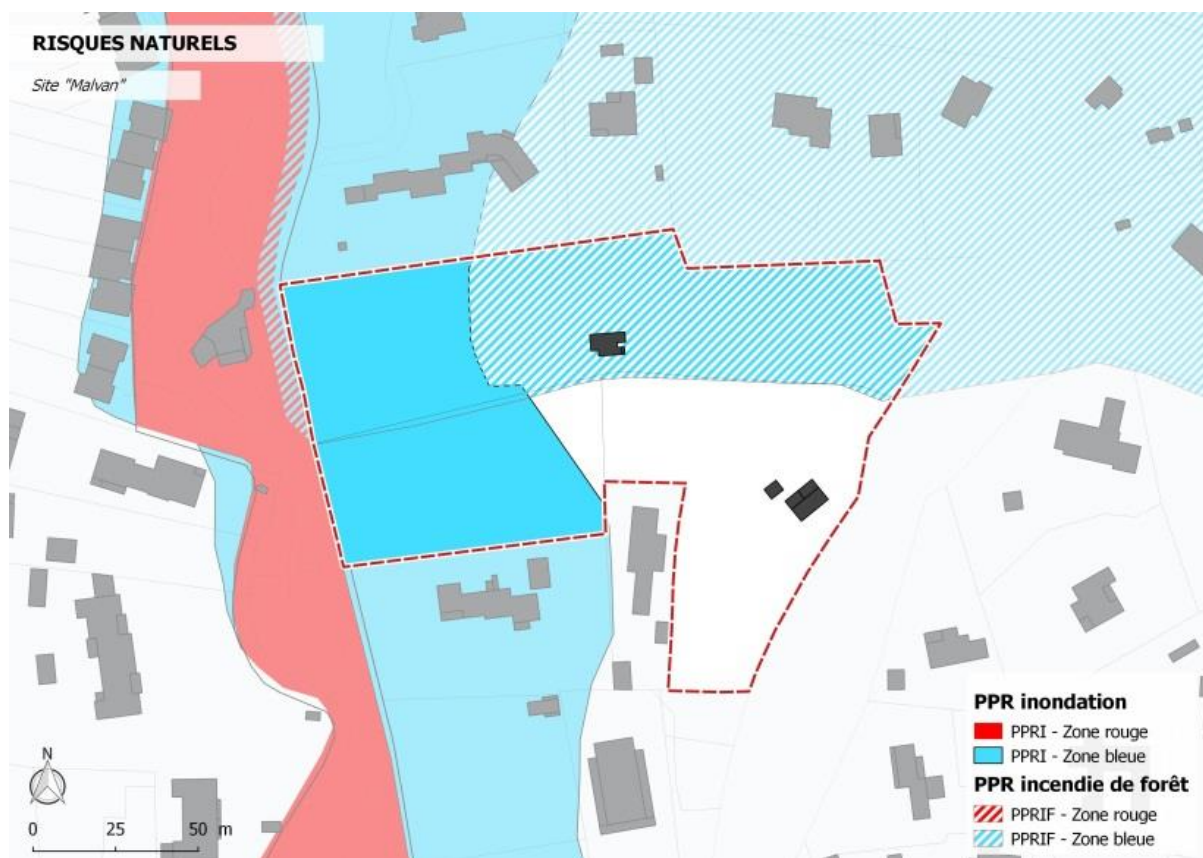 RISQUES NATURELS
Site "Malvan"
PPR inondation
PPRI - Zone rouge
PPRI - Zone bleue
PPR incendie de forêt
PPRIF - Zone rouge
PPRIF - Zone bleue
N
0 25 50 m